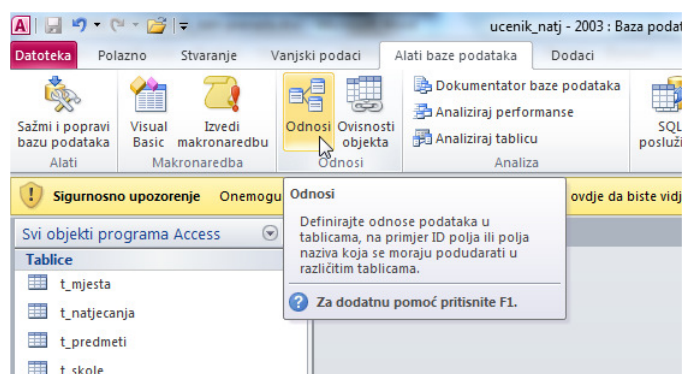 A
ucenik_natj - 2003 : Baza podat
Datoteka Polazno Stvaranje Vanjski podaci Alati baze podataka Dodaci
Sažmi i popravi bazu podataka
Visual Basic
Izvedi makronaredbu
Odnosi
Ovisnosti objekta
Dokumentator baze podataka
Analiziraj performanse
Analiziraj tablicu
SQL
posluži
Alati Makronaredba Odnosi Analiza
Sigurnosno upozorenje Onemogu
ovdje da biste vidj
Odnosi
Definirajte odnose podataka u
tablicama, na primjer ID polja ili polja
naziva koja se moraju podudarati u
različitim tablicama.
Za dodatnu pomoć pritisnite F1.
Svi objekti programa Access
Tablice
t_mjesta
t_natjecanja
t_predmeti
t_skole